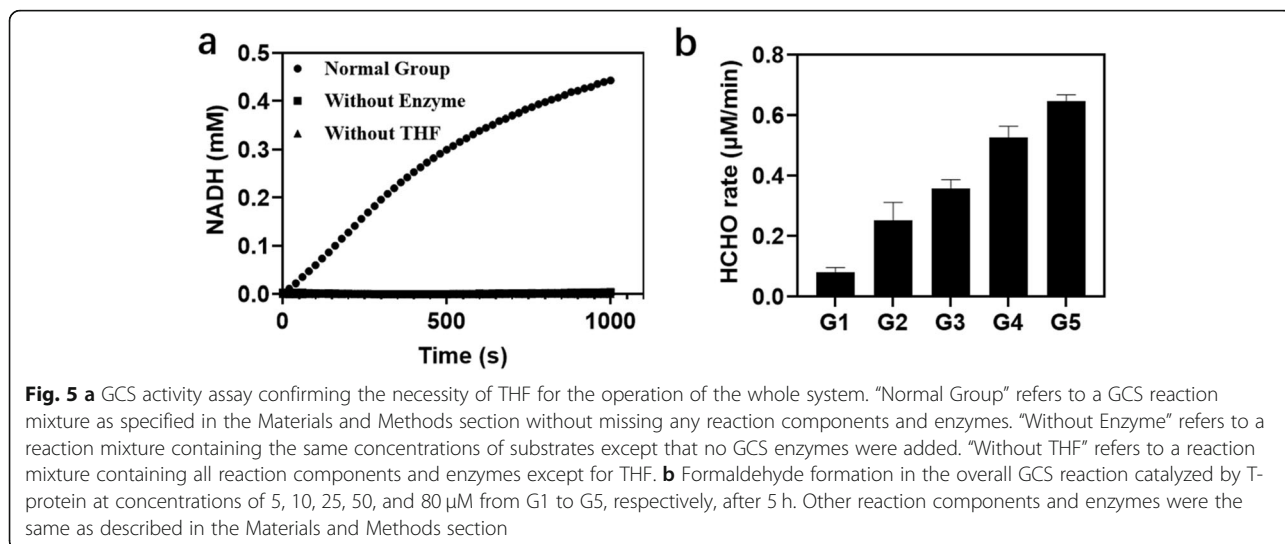 a
0.5
0.4
0.3
0.2
0.1
0.0
NADH (mM)
Normal Group
Without Enzyme
Without THF
0
500
1000
Time (s)
b
0.8
0.6
0.4
0.2
0.0
HCHO rate (µM/min)
G1 G2 G3 G4 G5
Fig. 5 a GCS activity assay confirming the necessity of THF for the operation of the whole system. “Normal Group” refers to a GCS reaction
mixture as specified in the Materials and Methods section without missing any reaction components and enzymes. “Without Enzyme” refers to a
reaction mixture containing the same concentrations of substrates except that no GCS enzymes were added. “Without THF” refers to a reaction
mixture containing all reaction components and enzymes except for THF. b Formaldehyde formation in the overall GCS reaction catalyzed by T-
protein at concentrations of 5, 10, 25, 50, and 80 µM from G1 to G5, respectively, after 5 h. Other reaction components and enzymes were the
same as described in the Materials and Methods section